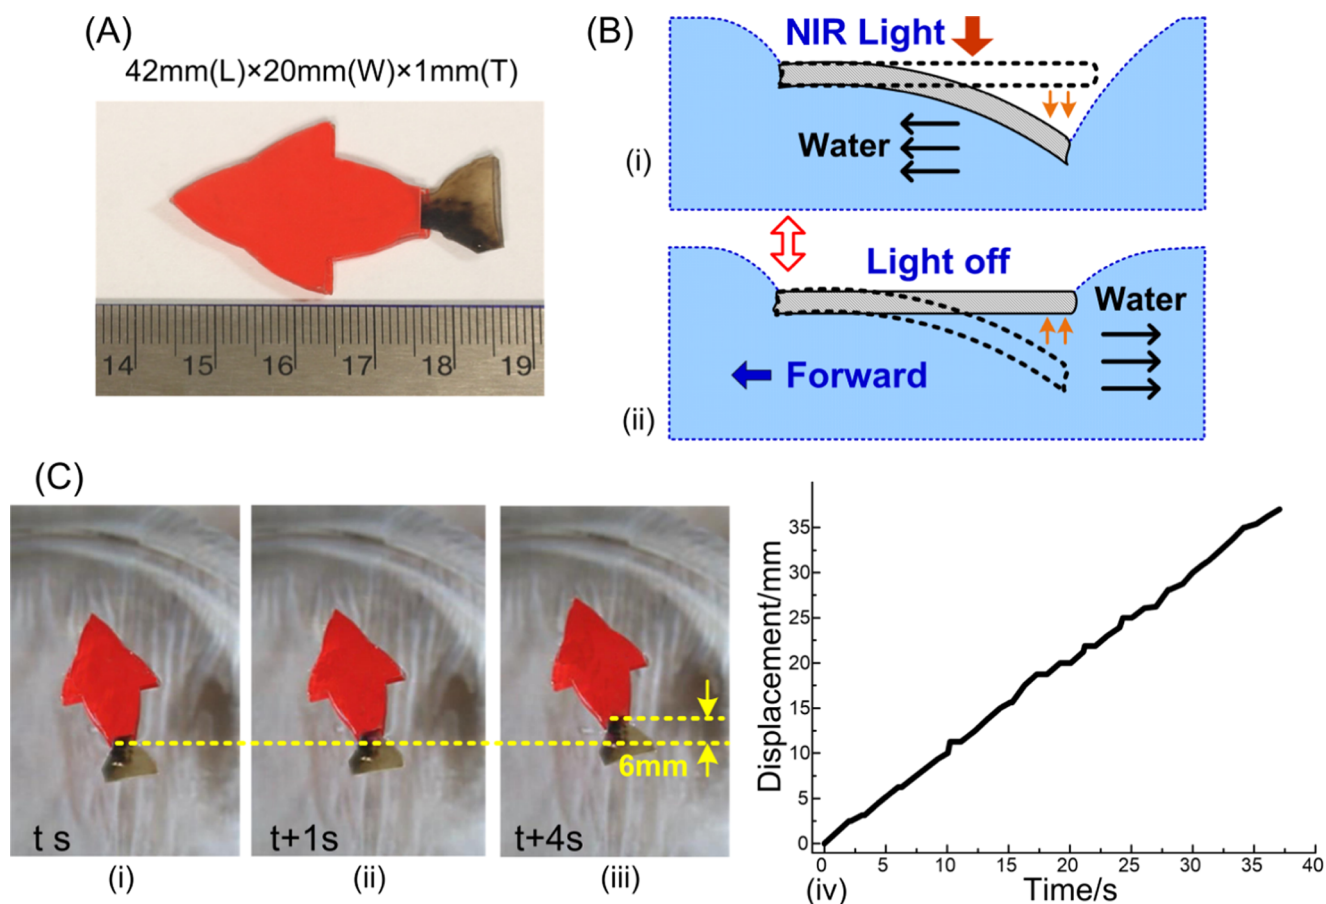 (A)
42mm(L)×20mm(W)×1mm(T)
14 15 16 17 18 19
(B)
NIR Light
Water
(i)
Light off
Water
Forward
(ii)
(C)
6mm
t s
t+1s
t+4s
(i)
(ii)
(iii)
Displacement/mm
35
30
25
20
15
10
5
0
0 5 10 15 20 25 30 35 40
(iv)
Time/s